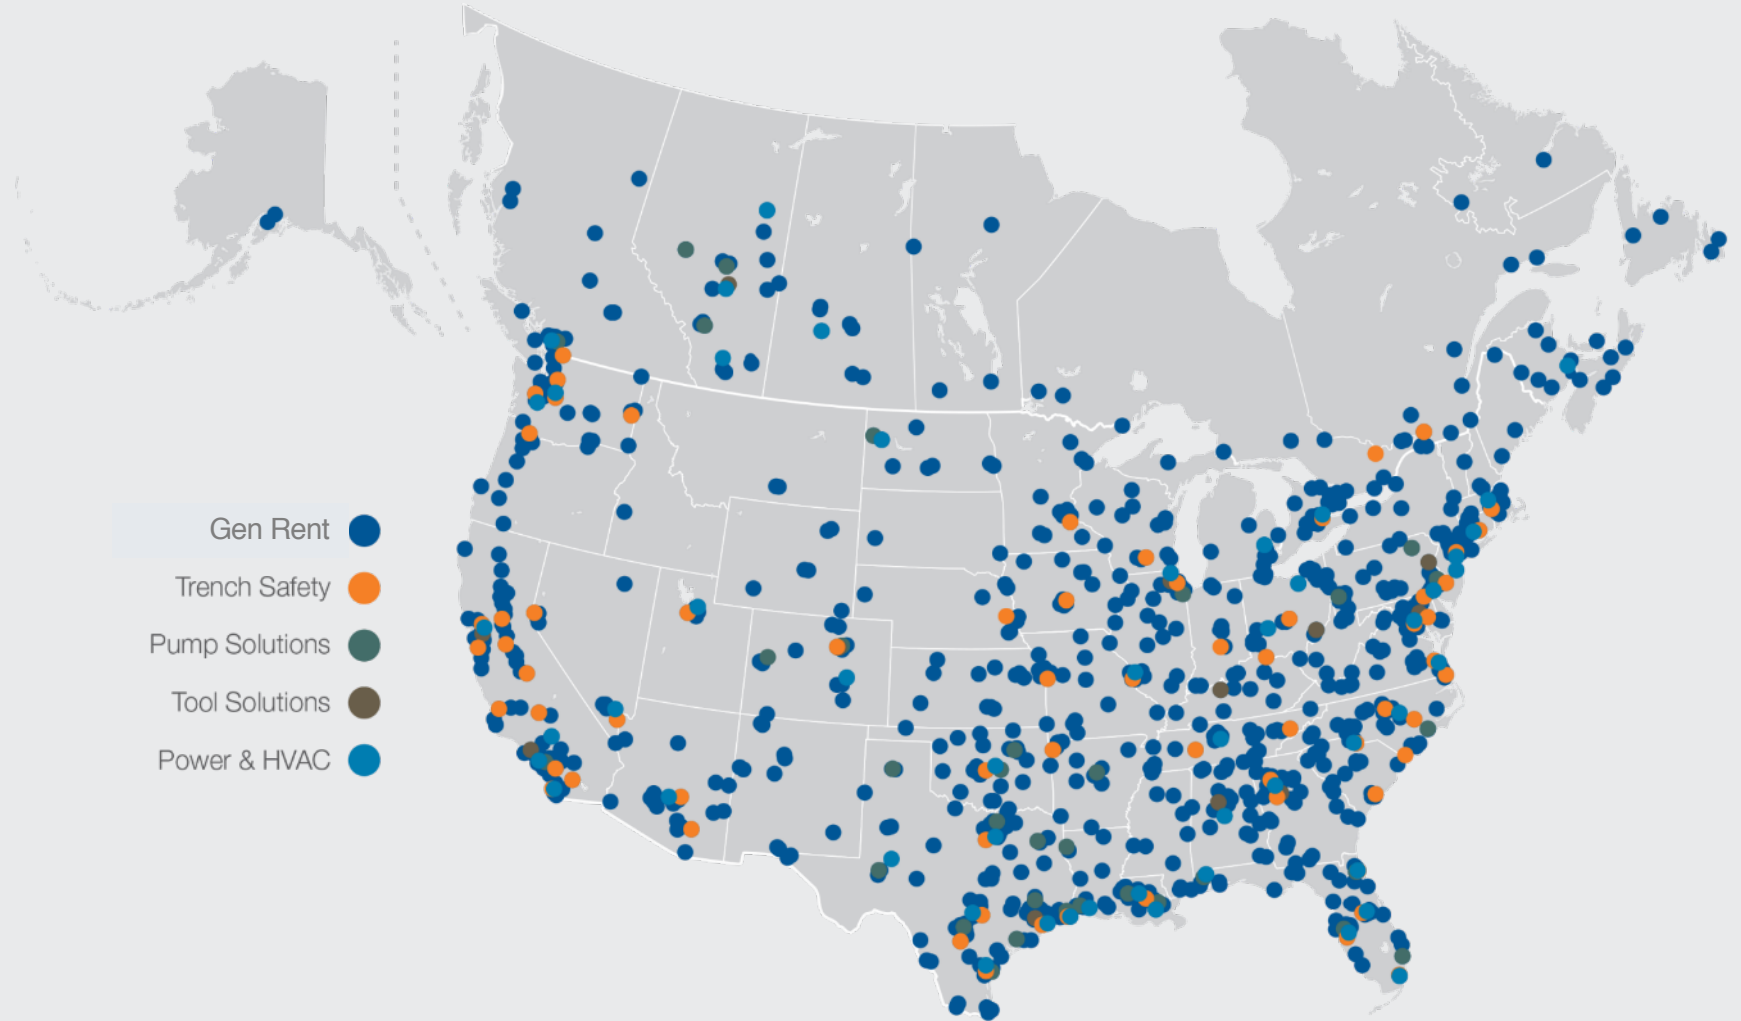 Gen Rent
Trench Safety
Pump Solutions
Tool Solutions
Power & HVAC